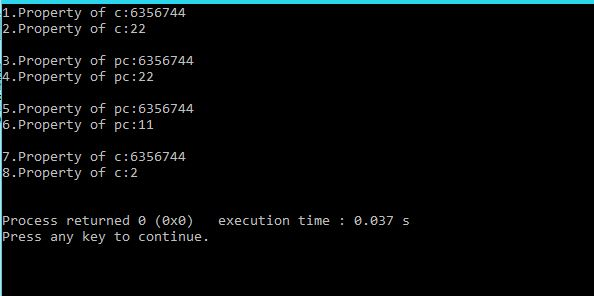 1.Property of c:6356744
2.Property of c:22
3.Property of pc:6356744
4.Property of pc:22
5.Property of pc:6356744
6.Property of pc:11
7.Property of c:6356744
8.Property of c:2
Process returned 0 (0x0)   execution time : 0.037 s
Press any key to continue.